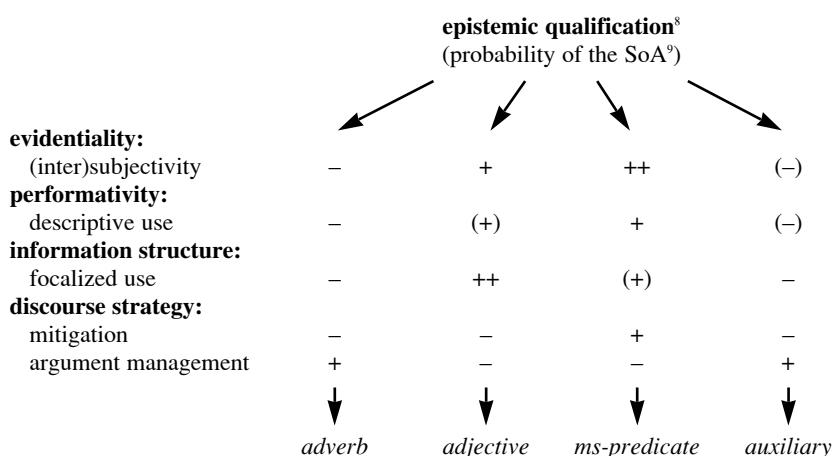 epistemic qualification⁸
(probability of the SoA⁹)
evidentiality:
(inter)subjectivity – + ++ (–)
performativity:
descriptive use – (+) + (–)
information structure:
focalized use – ++ (+) –
discourse strategy:
mitigation – – + –
argument management + – – +
adverb adjective ms-predicate auxiliary